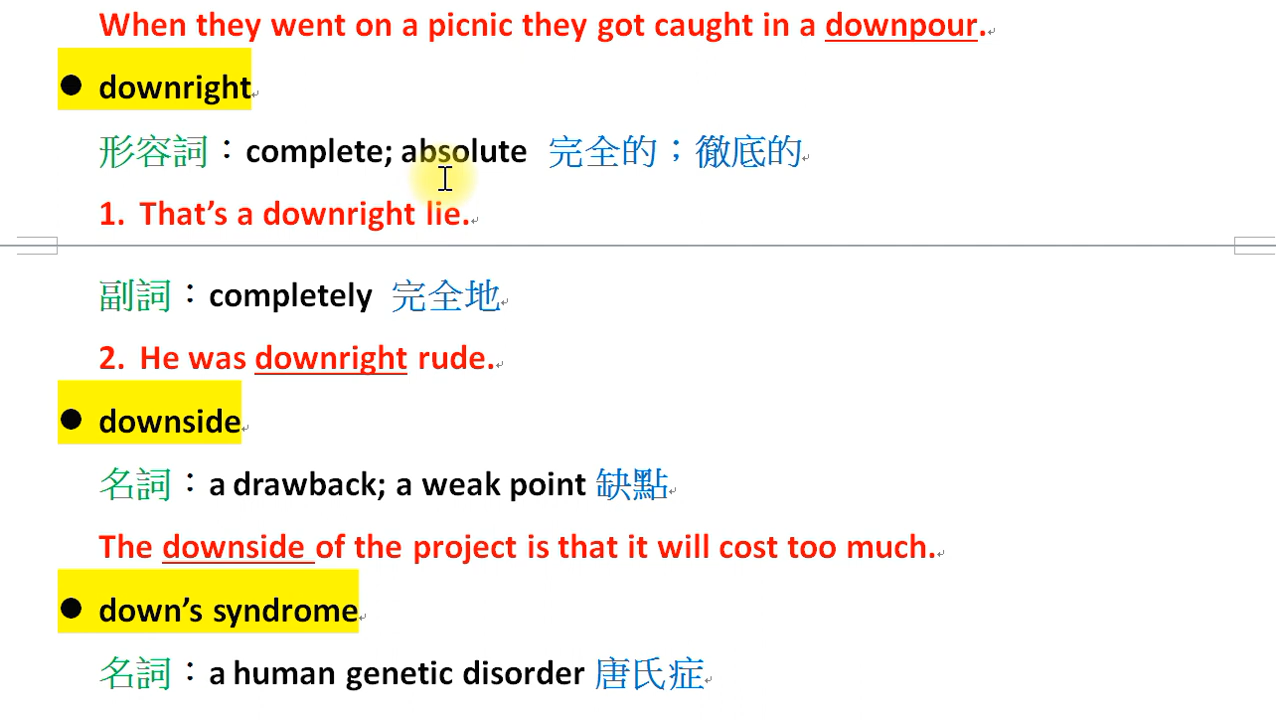 When they went on a picnic they got caught in a downpour.
● downright
形容詞：complete; absolute 完全的；徹底的
1. That’s a downright lie.
副詞：completely 完全地
2. He was downright rude.
● downside
名詞：a drawback; a weak point 缺點
The downside of the project is that it will cost too much.
● down’s syndrome
名詞：a human genetic disorder 唐氏症